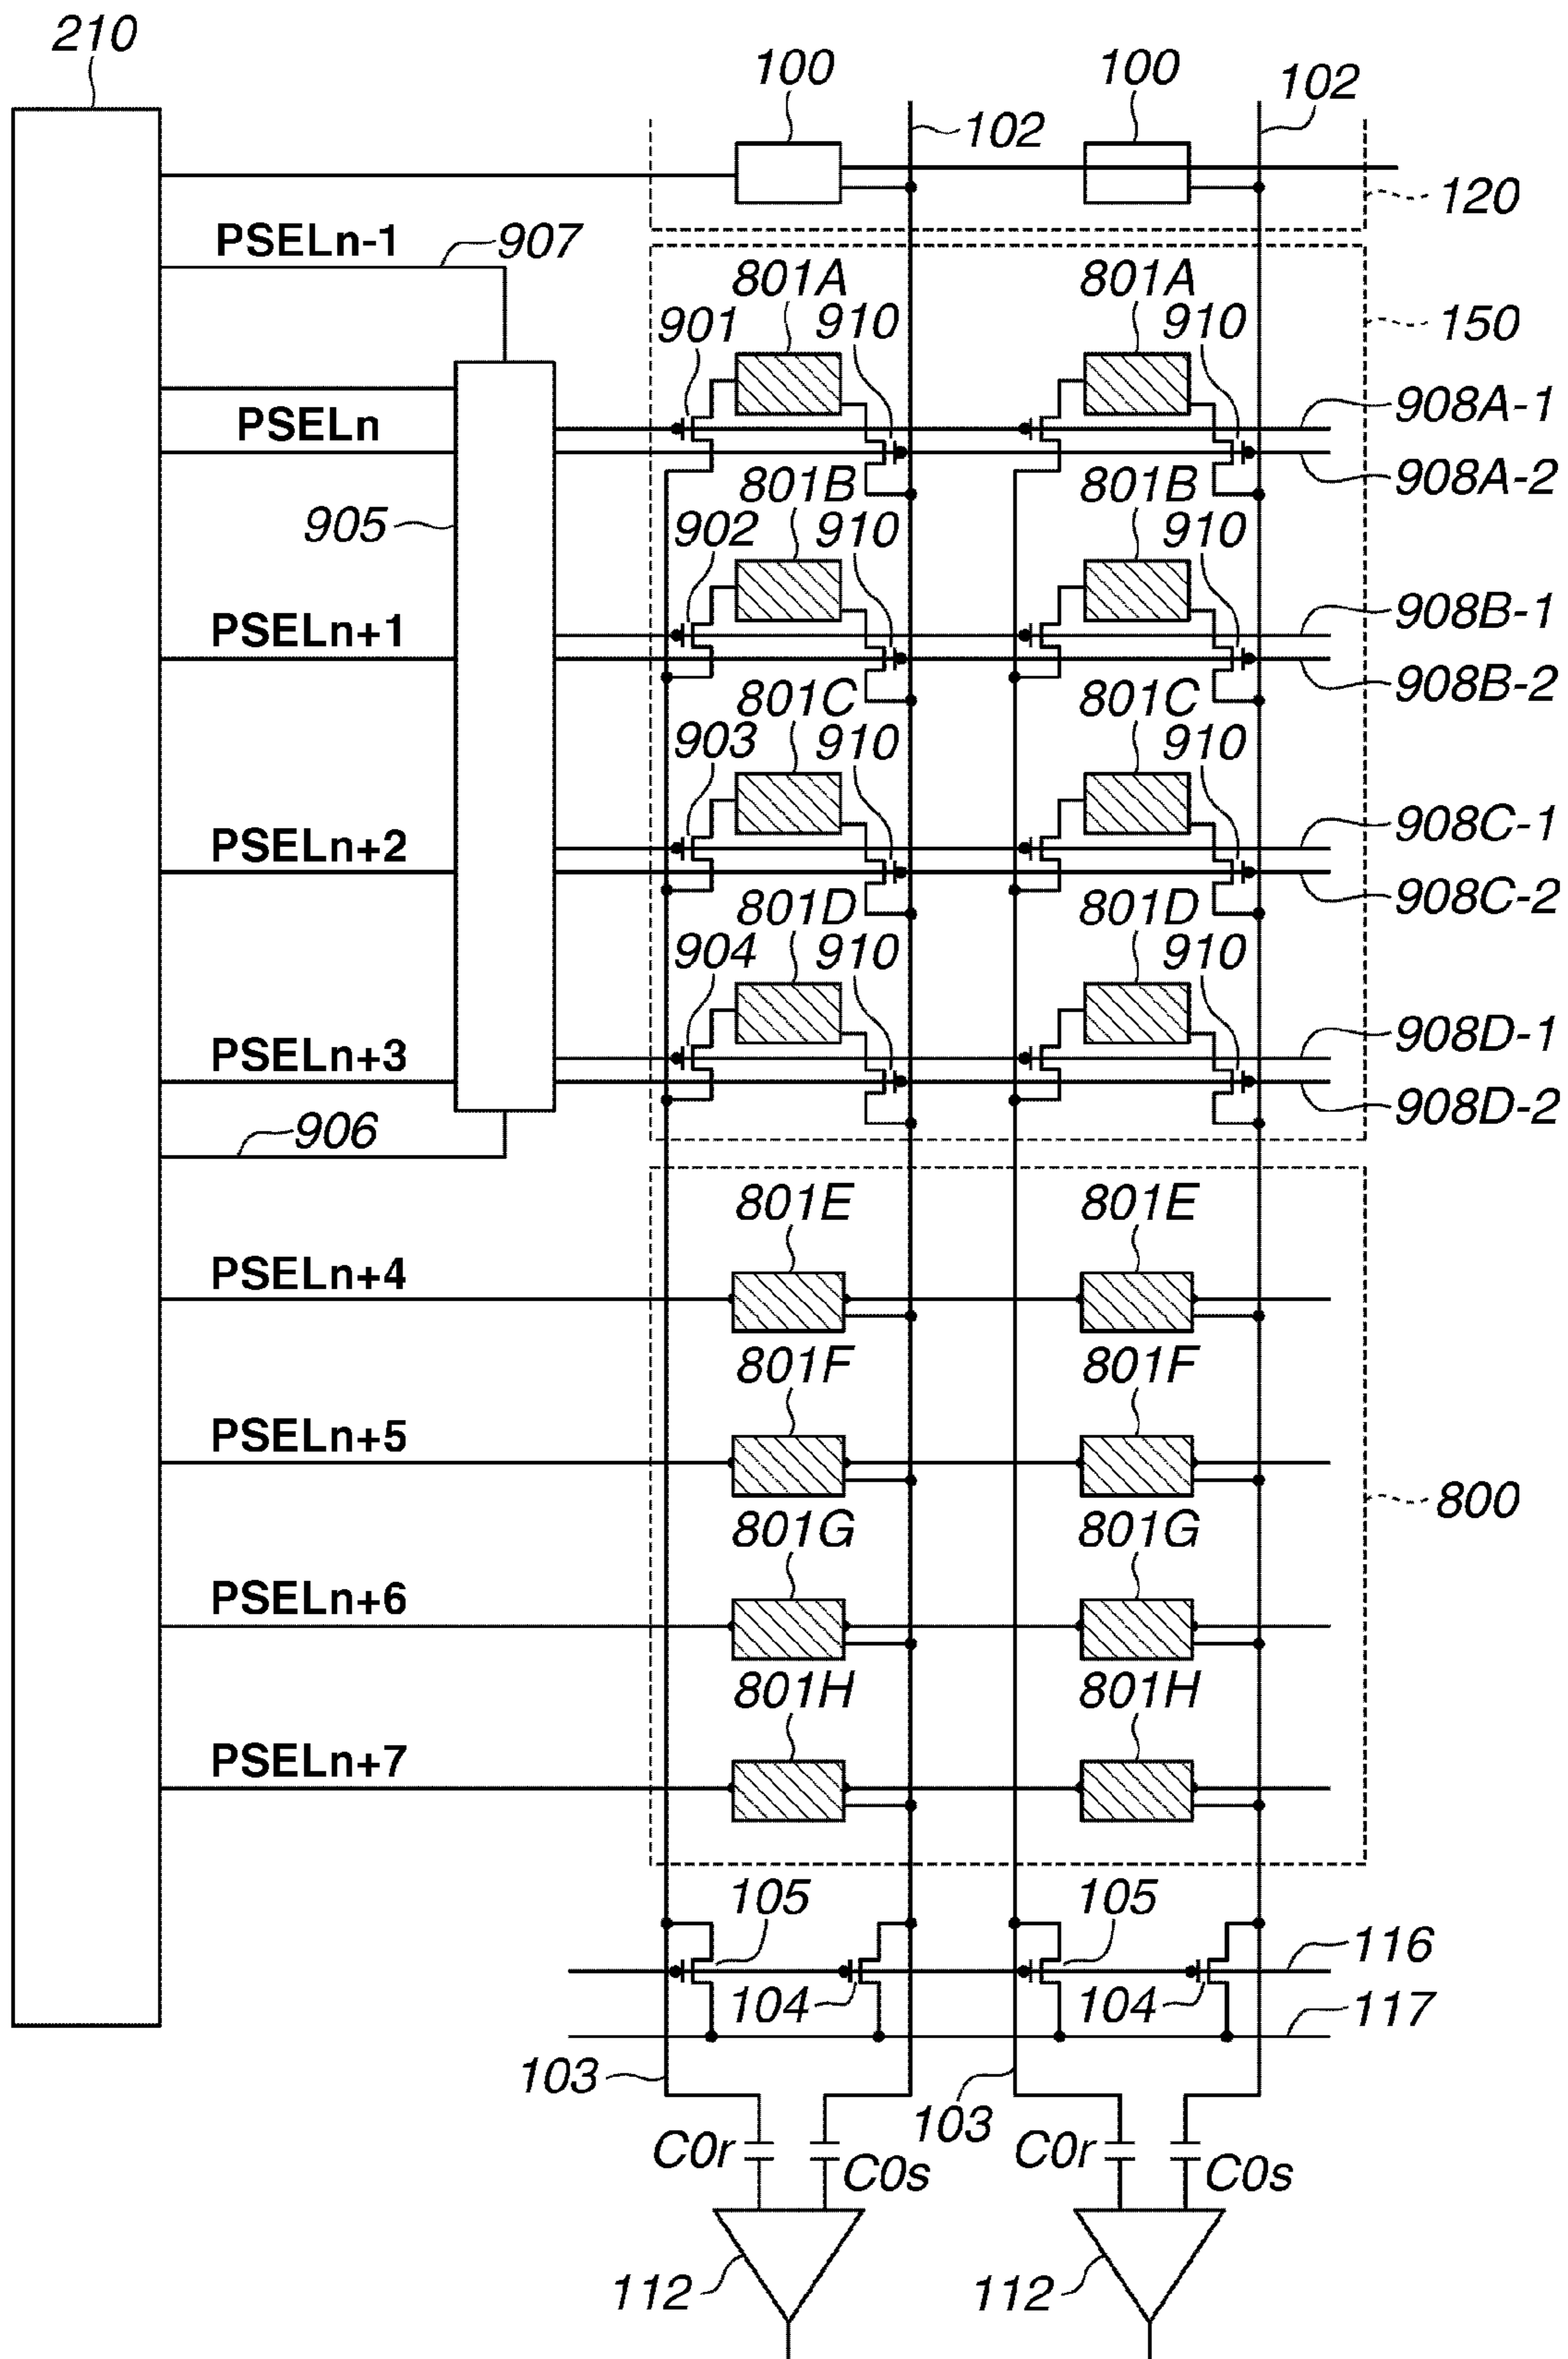 210
100 100
102 102
120
PSELn-1 907
801A 801A
901 910 910 150
908A-1
PSELn
908A-2
801B 801B
905 902 910 910
908B-1
PSELn+1
908B-2
801C 801C
903 910 910
908C-1
PSELn+2
908C-2
801D 801D
904 910 910
908D-1
PSELn+3
908D-2
906
801E 801E
PSELn+4
801F 801F
PSELn+5
800
801G 801G
PSELn+6
801H 801H
PSELn+7
105 105
116
104 104 117
103 103
C0r C0s C0r C0s
112 112